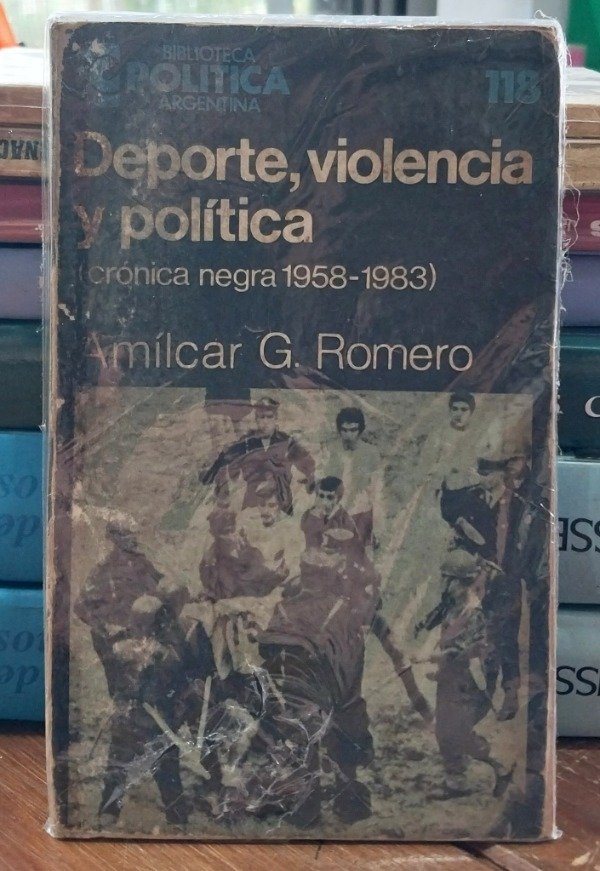 BIBLIOTECA
POLITICA
ARGENTINA
118
Deporte, violencia
y política
(crónica negra 1958-1983)
Amílcar G. Romero